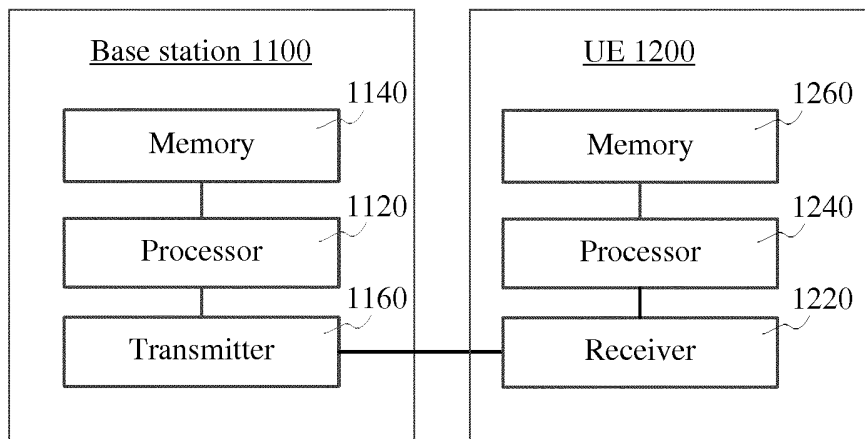 Base station 1100
1140
Memory
1120
Processor
1160
Transmitter
UE 1200
1260
Memory
1240
Processor
1220
Receiver